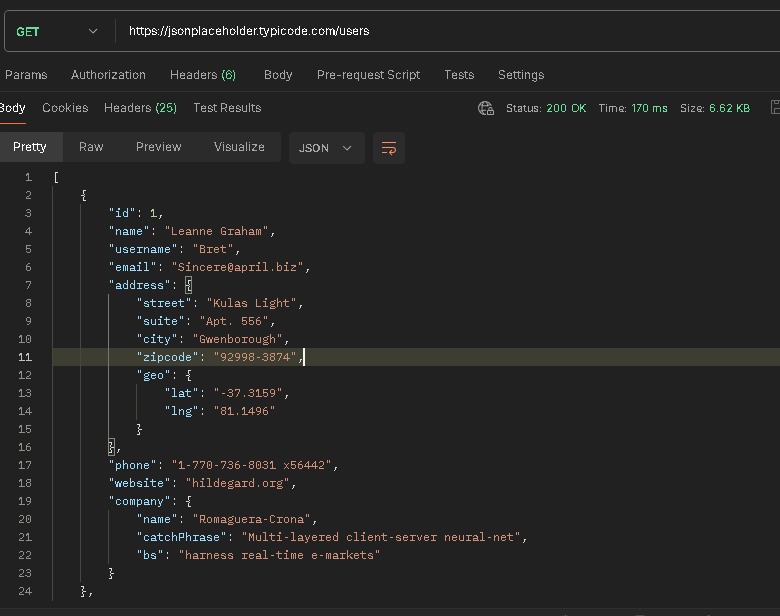 GET https://jsonplaceholder.typicode.com/users
Params Authorization Headers (6) Body Pre-request Script Tests Settings
Body Cookies Headers (25) Test Results Status: 200 OK Time: 170 ms Size: 6.62 KB
Pretty Raw Preview Visualize JSON
1 [
2 {
3 "id": 1,
4 "name": "Leanne Graham",
5 "username": "Bret",
6 "email": "Sincere@april.biz",
7 "address": {
8 "street": "Kulas Light",
9 "suite": "Apt. 556",
10 "city": "Gwenborough",
11 "zipcode": "92998-3874",
12 "geo": {
13 "lat": "-37.3159",
14 "lng": "81.1496"
15 }
16 },
17 "phone": "1-770-736-8031 x56442",
18 "website": "hildegard.org",
19 "company": {
20 "name": "Romaguera-Crona",
21 "catchPhrase": "Multi-layered client-server neural-net",
22 "bs": "harness real-time e-markets"
23 }
24 },